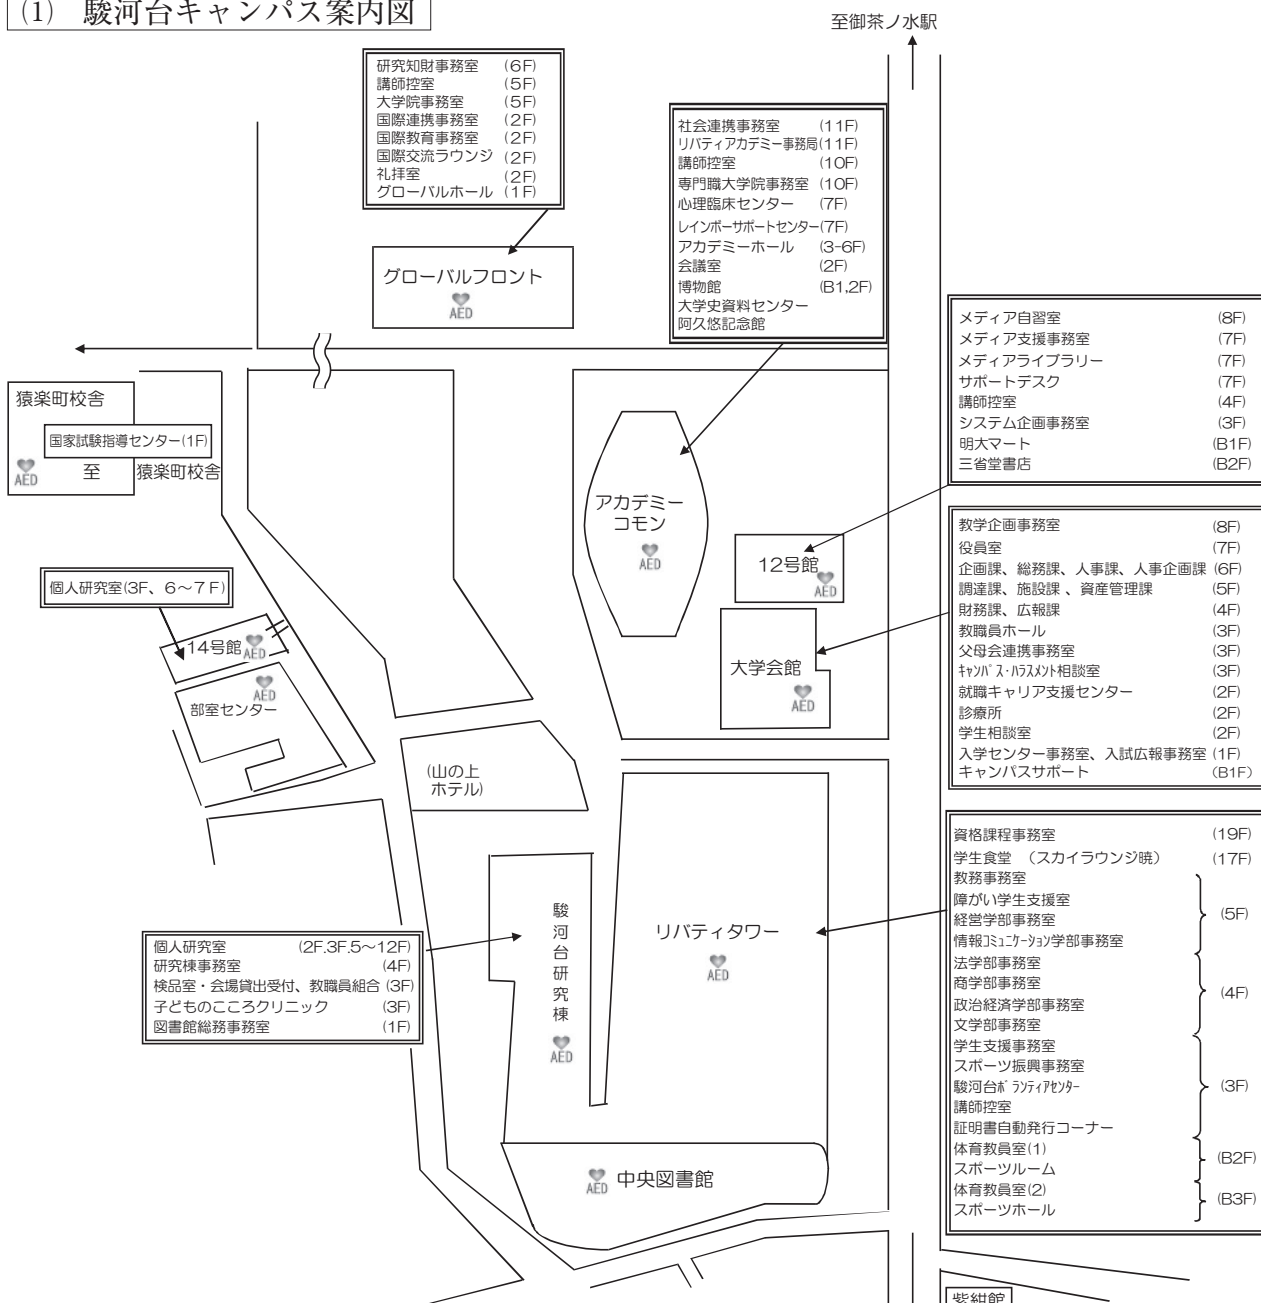 (1) 駿河台キャンパス案内図
至御茶ノ水駅
研究知財事務室 (6F)
講師控室 (5F)
大学院事務室 (5F)
国際連携事務室 (2F)
国際教育事務室 (2F)
国際交流ラウンジ (2F)
礼拝室 (2F)
グローバルホール (1F)
グローバルフロント
AED
社会連携事務室 (11F)
リバティアカデミー事務局(11F)
講師控室 (10F)
専門職大学院事務室 (10F)
心理臨床センター (7F)
レインボーサポートセンター(7F)
アカデミーホール (3-6F)
会議室 (2F)
博物館 (B1,2F)
大学史資料センター
阿久悠記念館
アカデミー
コモン
AED
メディア自習室 (8F)
メディア支援事務室 (7F)
メディアライブラリー (7F)
サポートデスク (7F)
講師控室 (4F)
システム企画事務室 (3F)
明大マート (B1F)
三省堂書店 (B2F)
12号館
AED
猿楽町校舎
国家試験指導センター(1F)
AED
至 猿楽町校舎
教学企画事務室 (8F)
役員室 (7F)
企画課、総務課、人事課、人事企画課 (6F)
調達課、施設課 、資産管理課 (5F)
財務課、広報課 (4F)
教職員ホール (3F)
父母会連携事務室 (3F)
ｷｬﾝﾊﾟｽ･ﾊﾗｽﾒﾝﾄ相談室 (3F)
就職キャリア支援センター (2F)
診療所 (2F)
学生相談室 (2F)
入学センター事務室、入試広報事務室 (1F)
キャンパスサポート (B1F)
大学会館
AED
個人研究室(3F、6～7 F)
14号館
AED
部室センター
AED
(山の上
ホテル)
個人研究室 (2F.3F.5～12F)
研究棟事務室 (4F)
検品室・会場貸出受付、教職員組合 (3F)
子どものこころクリニック (3F)
図書館総務事務室 (1F)
駿河台研究棟
AED
リバティタワー
AED
資格課程事務室 (19F)
学生食堂 (スカイラウンジ暁) (17F)
教務事務室
障がい学生支援室
経営学部事務室
情報ｺﾐｭﾆｹｰｼｮﾝ学部事務室
(5F)
法学部事務室
商学部事務室
政治経済学部事務室
文学部事務室
(4F)
学生支援事務室
スポーツ振興事務室
駿河台ﾎﾞﾗﾝﾃｨｱｾﾝﾀｰ
講師控室
証明書自動発行コーナー
(3F)
体育教員室(1)
スポーツルーム
(B2F)
体育教員室(2)
スポーツホール
(B3F)
中央図書館
AED
紫紺館